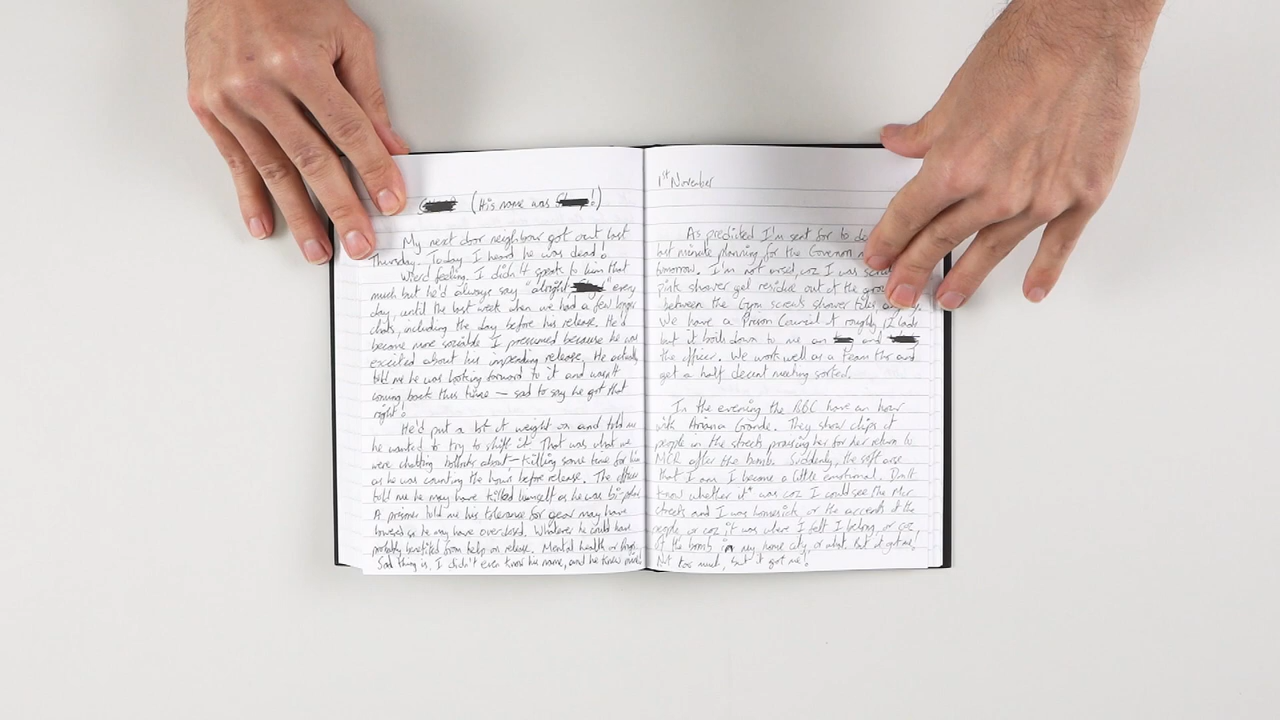 (His name was !)
My next door neighbour got out last
Thursday. Today I heard he was dead!
Weird feeling. I didn't speak to him that
much but he'd always say "alright every
day, until the last week when we had a few longer
chats, including the day before his release. He'd
become more sociable I presumed because he was
excited about his impending release. He actually
told me he was looking forward to it and wasn't
coming back this time — sad to say he got that
right!
He'd put a lot of weight on and told me
he wanted to try to shift it. That was what we
were chatting bollocks about - killing some time for him
as he was counting the hours before release. The officer
told me he may have killed himself as he was bi-polar
A prisoner told me his tolerance for gear may have
lowered so he may have overdosed. Whatever he could have
probably benefited from help on release. Mental health or drugs
Sad thing is, I didn't even know his name, and he knew mine.
1st November
As predicted I'm sent for to do
last minute planning for the Governor
tomorrow. I'm not used, coz I was
pink shower gel residue out of the
between the Gym screak shower tiles
We have a Prison Council of roughly 12 lads
but it boils down to me an and
the officer. We work well as a team tho and
get a half decent meeting sorted.
In the evening the BBC have an hour
with Ariana Grande. They show clips of
people in the streets praising her for her return to
MCR after the bomb. Suddenly, the soft arse
that I am, I become a little emotional. Don't
know whether it was coz I could see the Mcr
streets and I was homesick, or the accents of the
people, or coz it was where I felt I belong, or coz
of the bomb in my home city, or what. But it got me!
Not too much, but it got me!